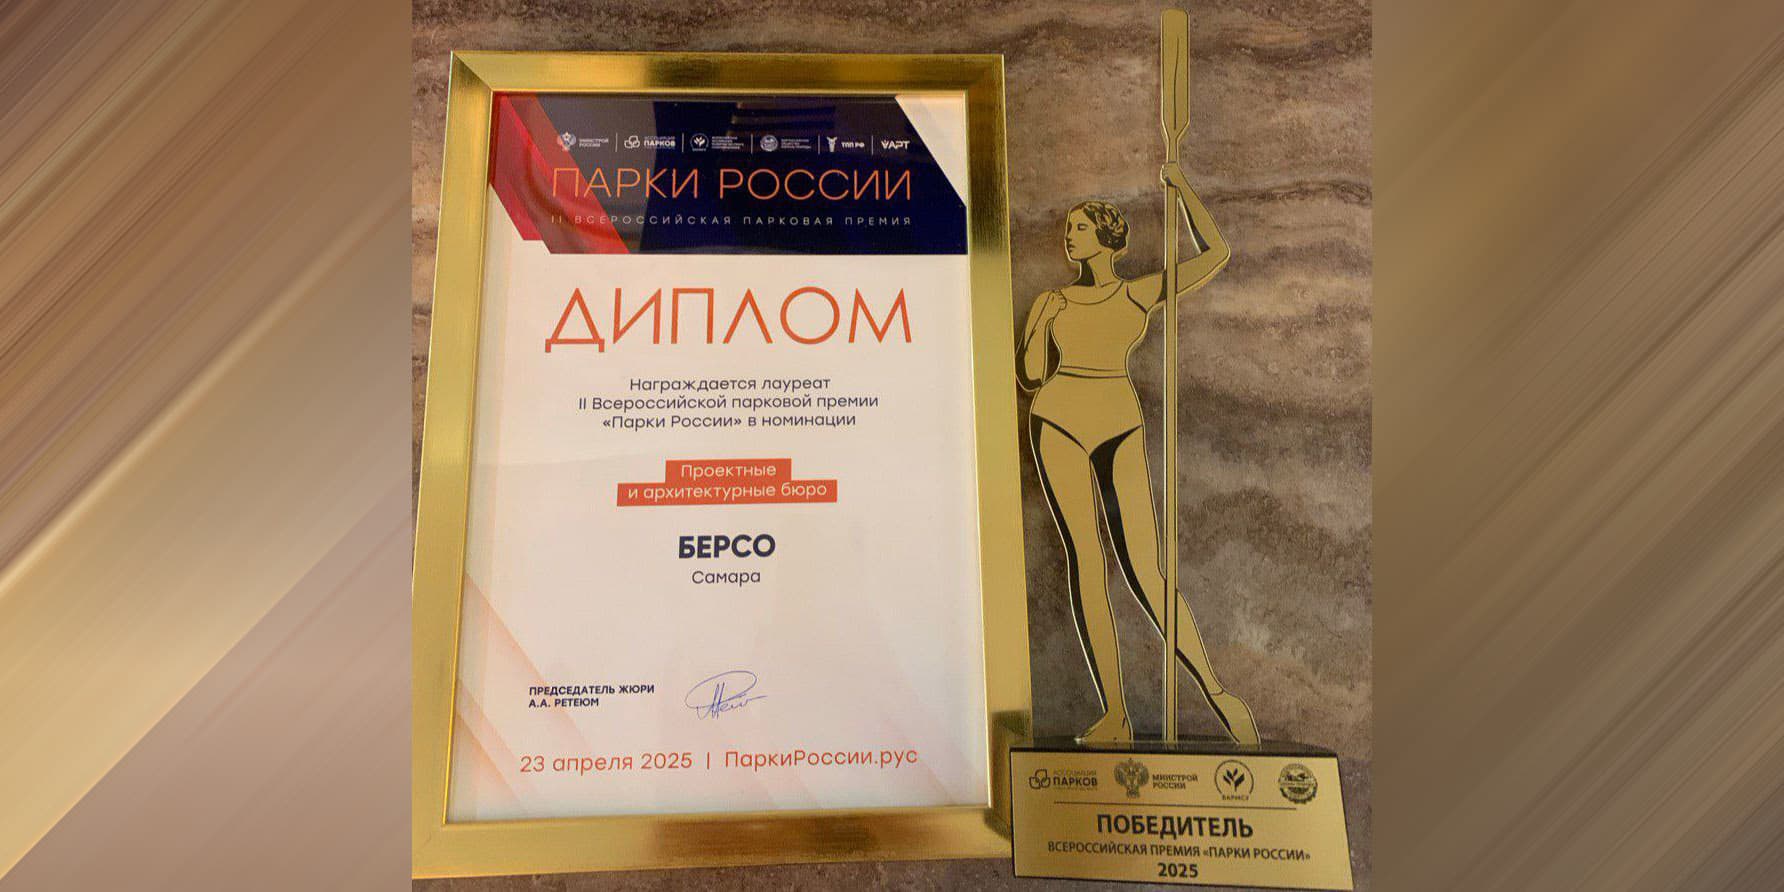 МИНСТРОЙ
РОССИИ
АССОЦИАЦИЯ
ПАРКОВ
ТПП РФ
УАРТ
ПАРКИ РОССИИ
II ВСЕРОССИЙСКАЯ ПАРКОВАЯ ПРЕМИЯ
ДИПЛОМ
Награждается лауреат
II Всероссийской парковой премии
«Парки России» в номинации
Проектные
и архитектурные бюро
БЕРСО
Самара
ПРЕДСЕДАТЕЛЬ ЖЮРИ
А.А. РЕТЕЮМ
23 апреля 2025 | ПаркиРоссии.рус
АССОЦИАЦИЯ
ПАРКОВ
МИНСТРОЙ
РОССИИ
ВАРМСУ
ПОБЕДИТЕЛЬ
ВСЕРОССИЙСКАЯ ПРЕМИЯ «ПАРКИ РОССИИ»
2025